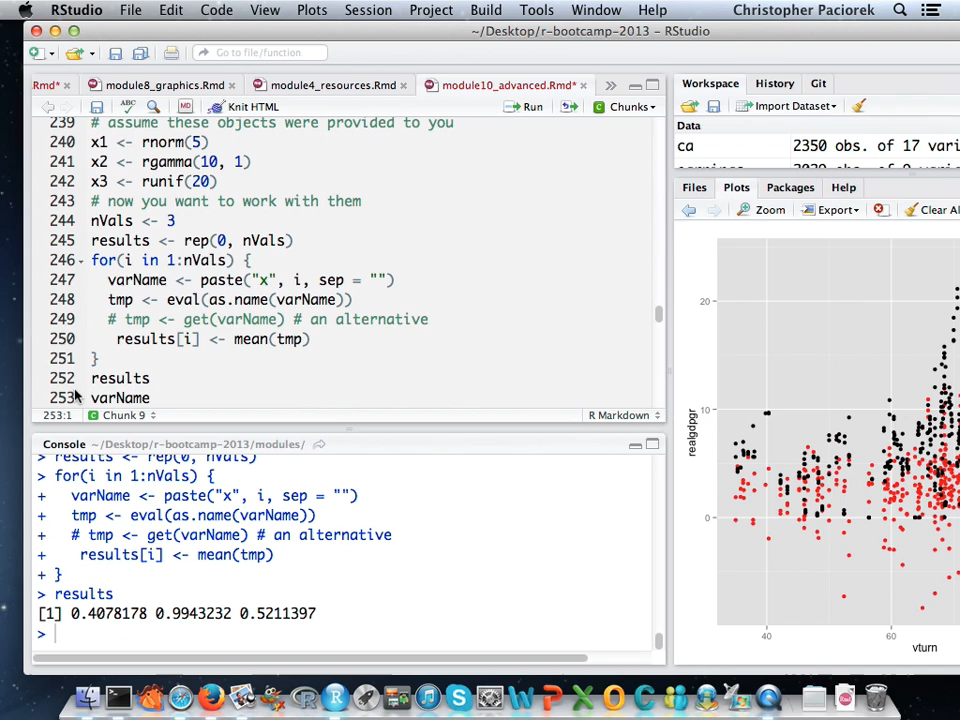 RStudio File Edit Code View Plots Session Project Build Tools Window Help Christopher Paciorek
~/Desktop/r-bootcamp-2013 – RStudio
Go to file/function
.Rmd* module8_graphics.Rmd module4_resources.Rmd module10_advanced.Rmd*
ABC MD Knit HTML Run Chunks
239 # assume these objects were provided to you
240 x1 <- rnorm(5)
241 x2 <- rgamma(10, 1)
242 x3 <- runif(20)
243 # now you want to work with them
244 nVals <- 3
245 results <- rep(0, nVals)
246 for(i in 1:nVals) {
247 varName <- paste("x", i, sep = "")
248 tmp <- eval(as.name(varName))
249 # tmp <- get(varName) # an alternative
250 results[i] <- mean(tmp)
251 }
252 results
253 varName
253:1 Chunk 9 R Markdown
Console ~/Desktop/r-bootcamp-2013/modules/
> results <- rep(0, nVals)
> for(i in 1:nVals) {
+ varName <- paste("x", i, sep = "")
+ tmp <- eval(as.name(varName))
+ # tmp <- get(varName) # an alternative
+ results[i] <- mean(tmp)
+ }
> results
[1] 0.4078178 0.9943232 0.5211397
>
Workspace History Git
Import Dataset
Data
ca 2350 obs. of 17 vari
Files Plots Packages Help
Zoom Export Clear Al
20
10
0
realgdpgr
40 60
vturn